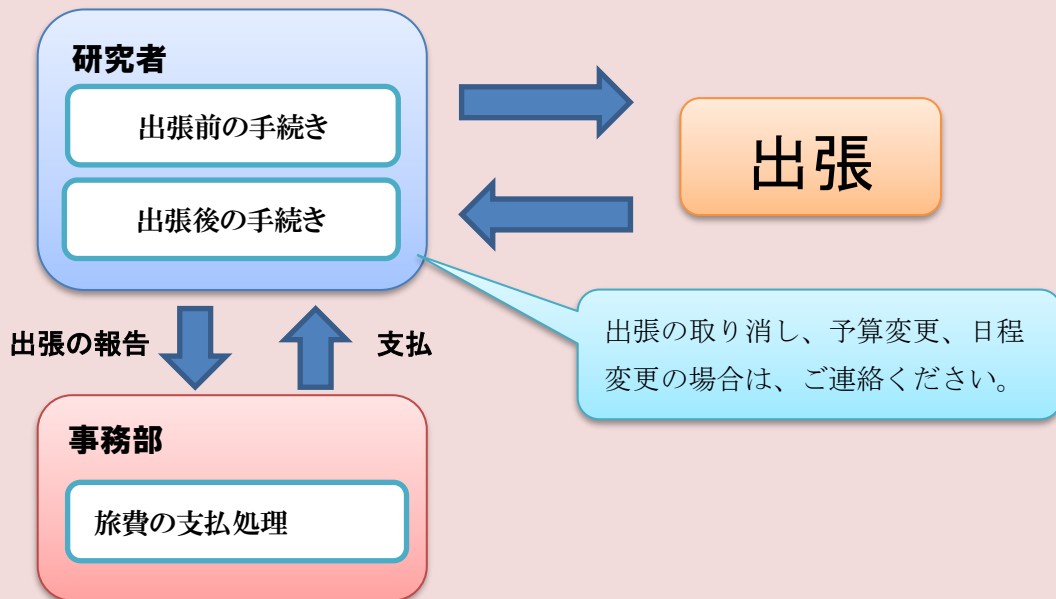 研究者
出張前の手続き
出張後の手続き
出張
出張の取り消し、予算変更、日程
変更の場合は、ご連絡ください。
出張の報告
支払
事務部
旅費の支払処理